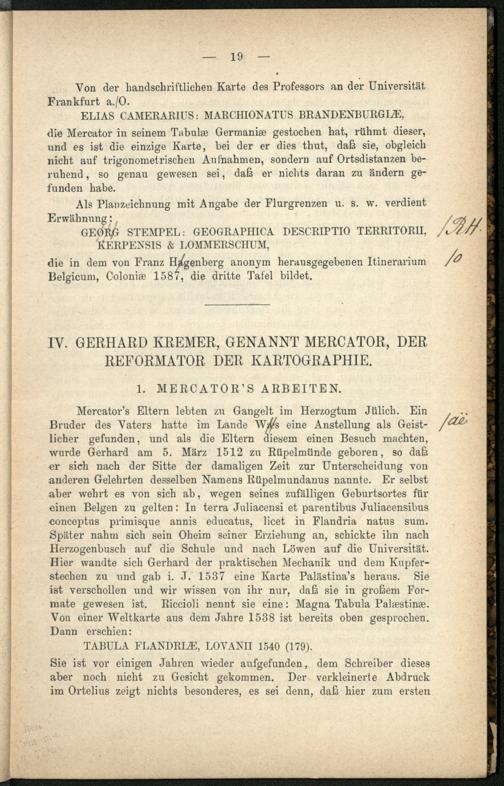 — 19 —
Von der handschriftlichen Karte des Professors an der Universität
Frankfurt a./O.
ELIAS CAMERARIUS: MARCHIONATUS BRANDENBURGIÆ,
die Mercator in seinem Tabulæ Germaniæ gestochen hat, rühmt dieser,
und es ist die einzige Karte, bei der er dies thut, daß sie, obgleich
nicht auf trigonometrischen Aufnahmen, sondern auf Ortsdistanzen be-
ruhend, so genau gewesen sei, daß er nichts daran zu ändern ge-
funden habe.
Als Planzeichnung mit Angabe der Flurgrenzen u. s. w. verdient
Erwähnung:
GEORG STEMPEL: GEOGRAPHICA DESCRIPTIO TERRITORII, /RH.
KERPENSIS & LOMMERSCHUM,
die in dem von Franz Hagenberg anonym herausgegebenen Itinerarium /o
Belgicum, Coloniæ 1587, die dritte Tafel bildet.
IV. GERHARD KREMER, GENANNT MERCATOR, DER
REFORMATOR DER KARTOGRAPHIE.
1. MERCATOR'S ARBEITEN.
Mercator's Eltern lebten zu Gangelt im Herzogtum Jülich. Ein
Bruder des Vaters hatte im Lande eine Anstellung als Geist- /aë
licher gefunden, und als die Eltern diesem einen Besuch machten,
wurde Gerhard am 5. März 1512 zu Rüpelmünde geboren, so daß
er sich nach der Sitte der damaligen Zeit zur Unterscheidung von
anderen Gelehrten desselben Namens Rüpelmundanus nannte. Er selbst
aber wehrt es von sich ab, wegen seines zufälligen Geburtsortes für
einen Belgen zu gelten: In terra Juliacensi et parentibus Juliacensibus
conceptus primisque annis educatus, licet in Flandria natus sum.
Später nahm sich sein Oheim seiner Erziehung an, schickte ihn nach
Herzogenbusch auf die Schule und nach Löwen auf die Universität.
Hier wandte sich Gerhard der praktischen Mechanik und dem Kupfer-
stechen zu und gab i. J. 1537 eine Karte Palästina's heraus. Sie
ist verschollen und wir wissen von ihr nur, daß sie in großem For-
mate gewesen ist. Riccioli nennt sie eine: Magna Tabula Palæstinæ.
Von einer Weltkarte aus dem Jahre 1538 ist bereits oben gesprochen.
Dann erschien:
TABULA FLANDRIÆ, LOVANII 1540 (179).
Sie ist vor einigen Jahren wieder aufgefunden, dem Schreiber dieses
aber noch nicht zu Gesicht gekommen. Der verkleinerte Abdruck
im Ortelius zeigt nichts besonderes, es sei denn, daß hier zum ersten